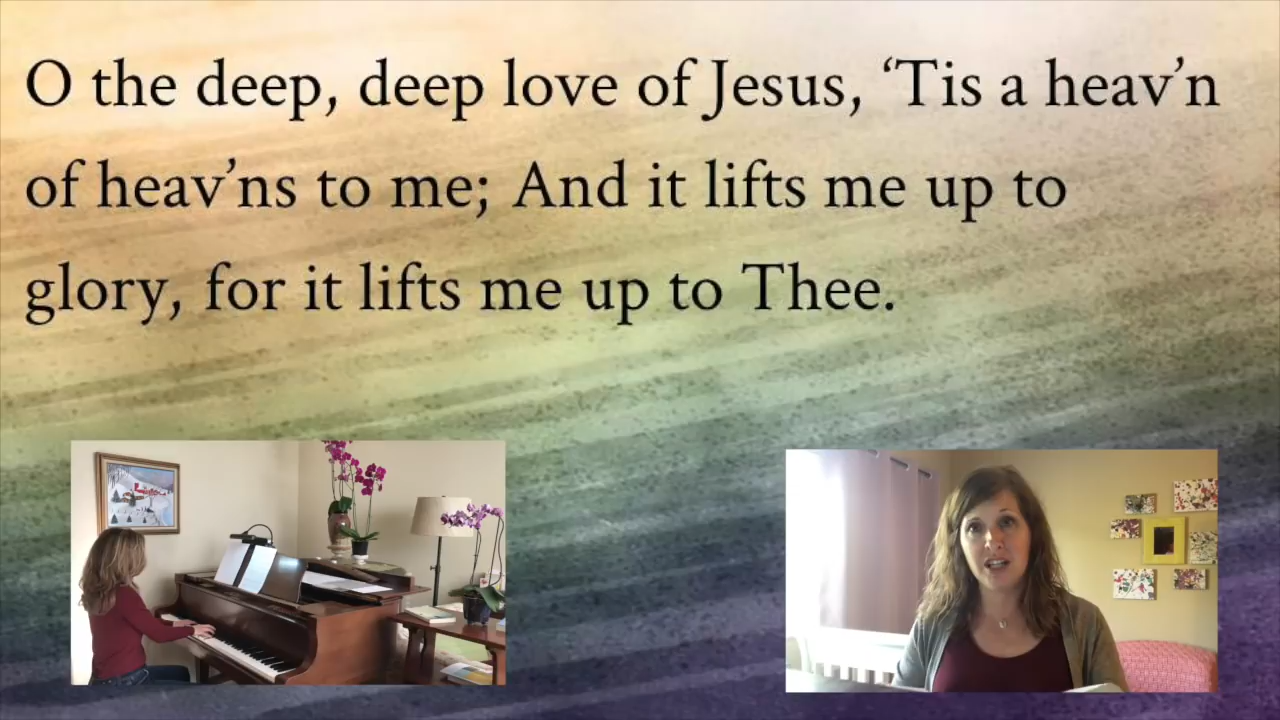 O the deep, deep love of Jesus, ‘Tis a heav’n
of heav’ns to me; And it lifts me up to
glory, for it lifts me up to Thee.